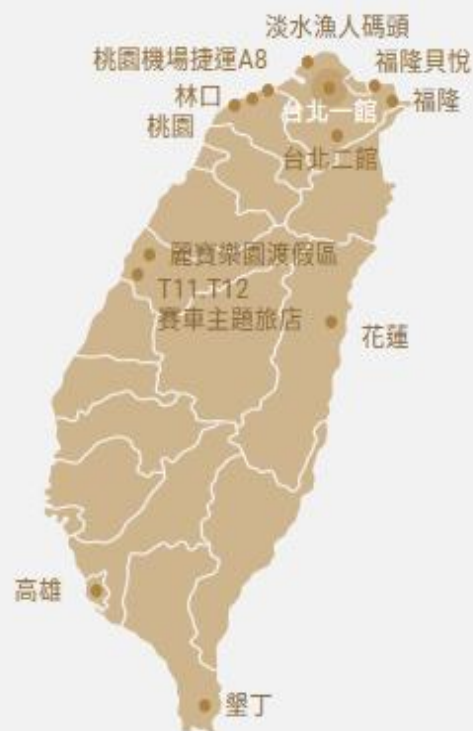 淡水漁人碼頭
桃園機場捷運A8
福隆貝悅
林口
台北一館
福隆
桃園
台北二館
麗寶樂園渡假區
T11.T12
賽車主題旅店
花蓮
高雄
墾丁